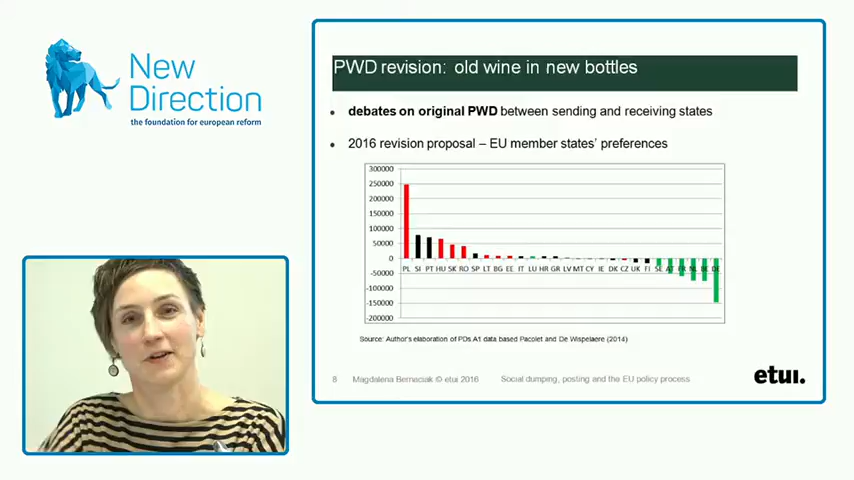 New
Direction
the foundation for european reform
PWD revision: old wine in new bottles
debates on original PWD between sending and receiving states
2016 revision proposal – EU member states' preferences
300000
250000
200000
150000
100000
50000
0
-50000
-100000
-150000
-200000
PL SI PT HU SK RO SP LT BG EE IT LU HR GR LV MT CY IE DK CZ UK FI SE AT FR NL BE DE
Source: Author's elaboration of PDs A1 data based Pacolet and De Wispelaere (2014)
8 Magdalena Bernaciak © etui 2016 Social dumping, posting and the EU policy process
etui.